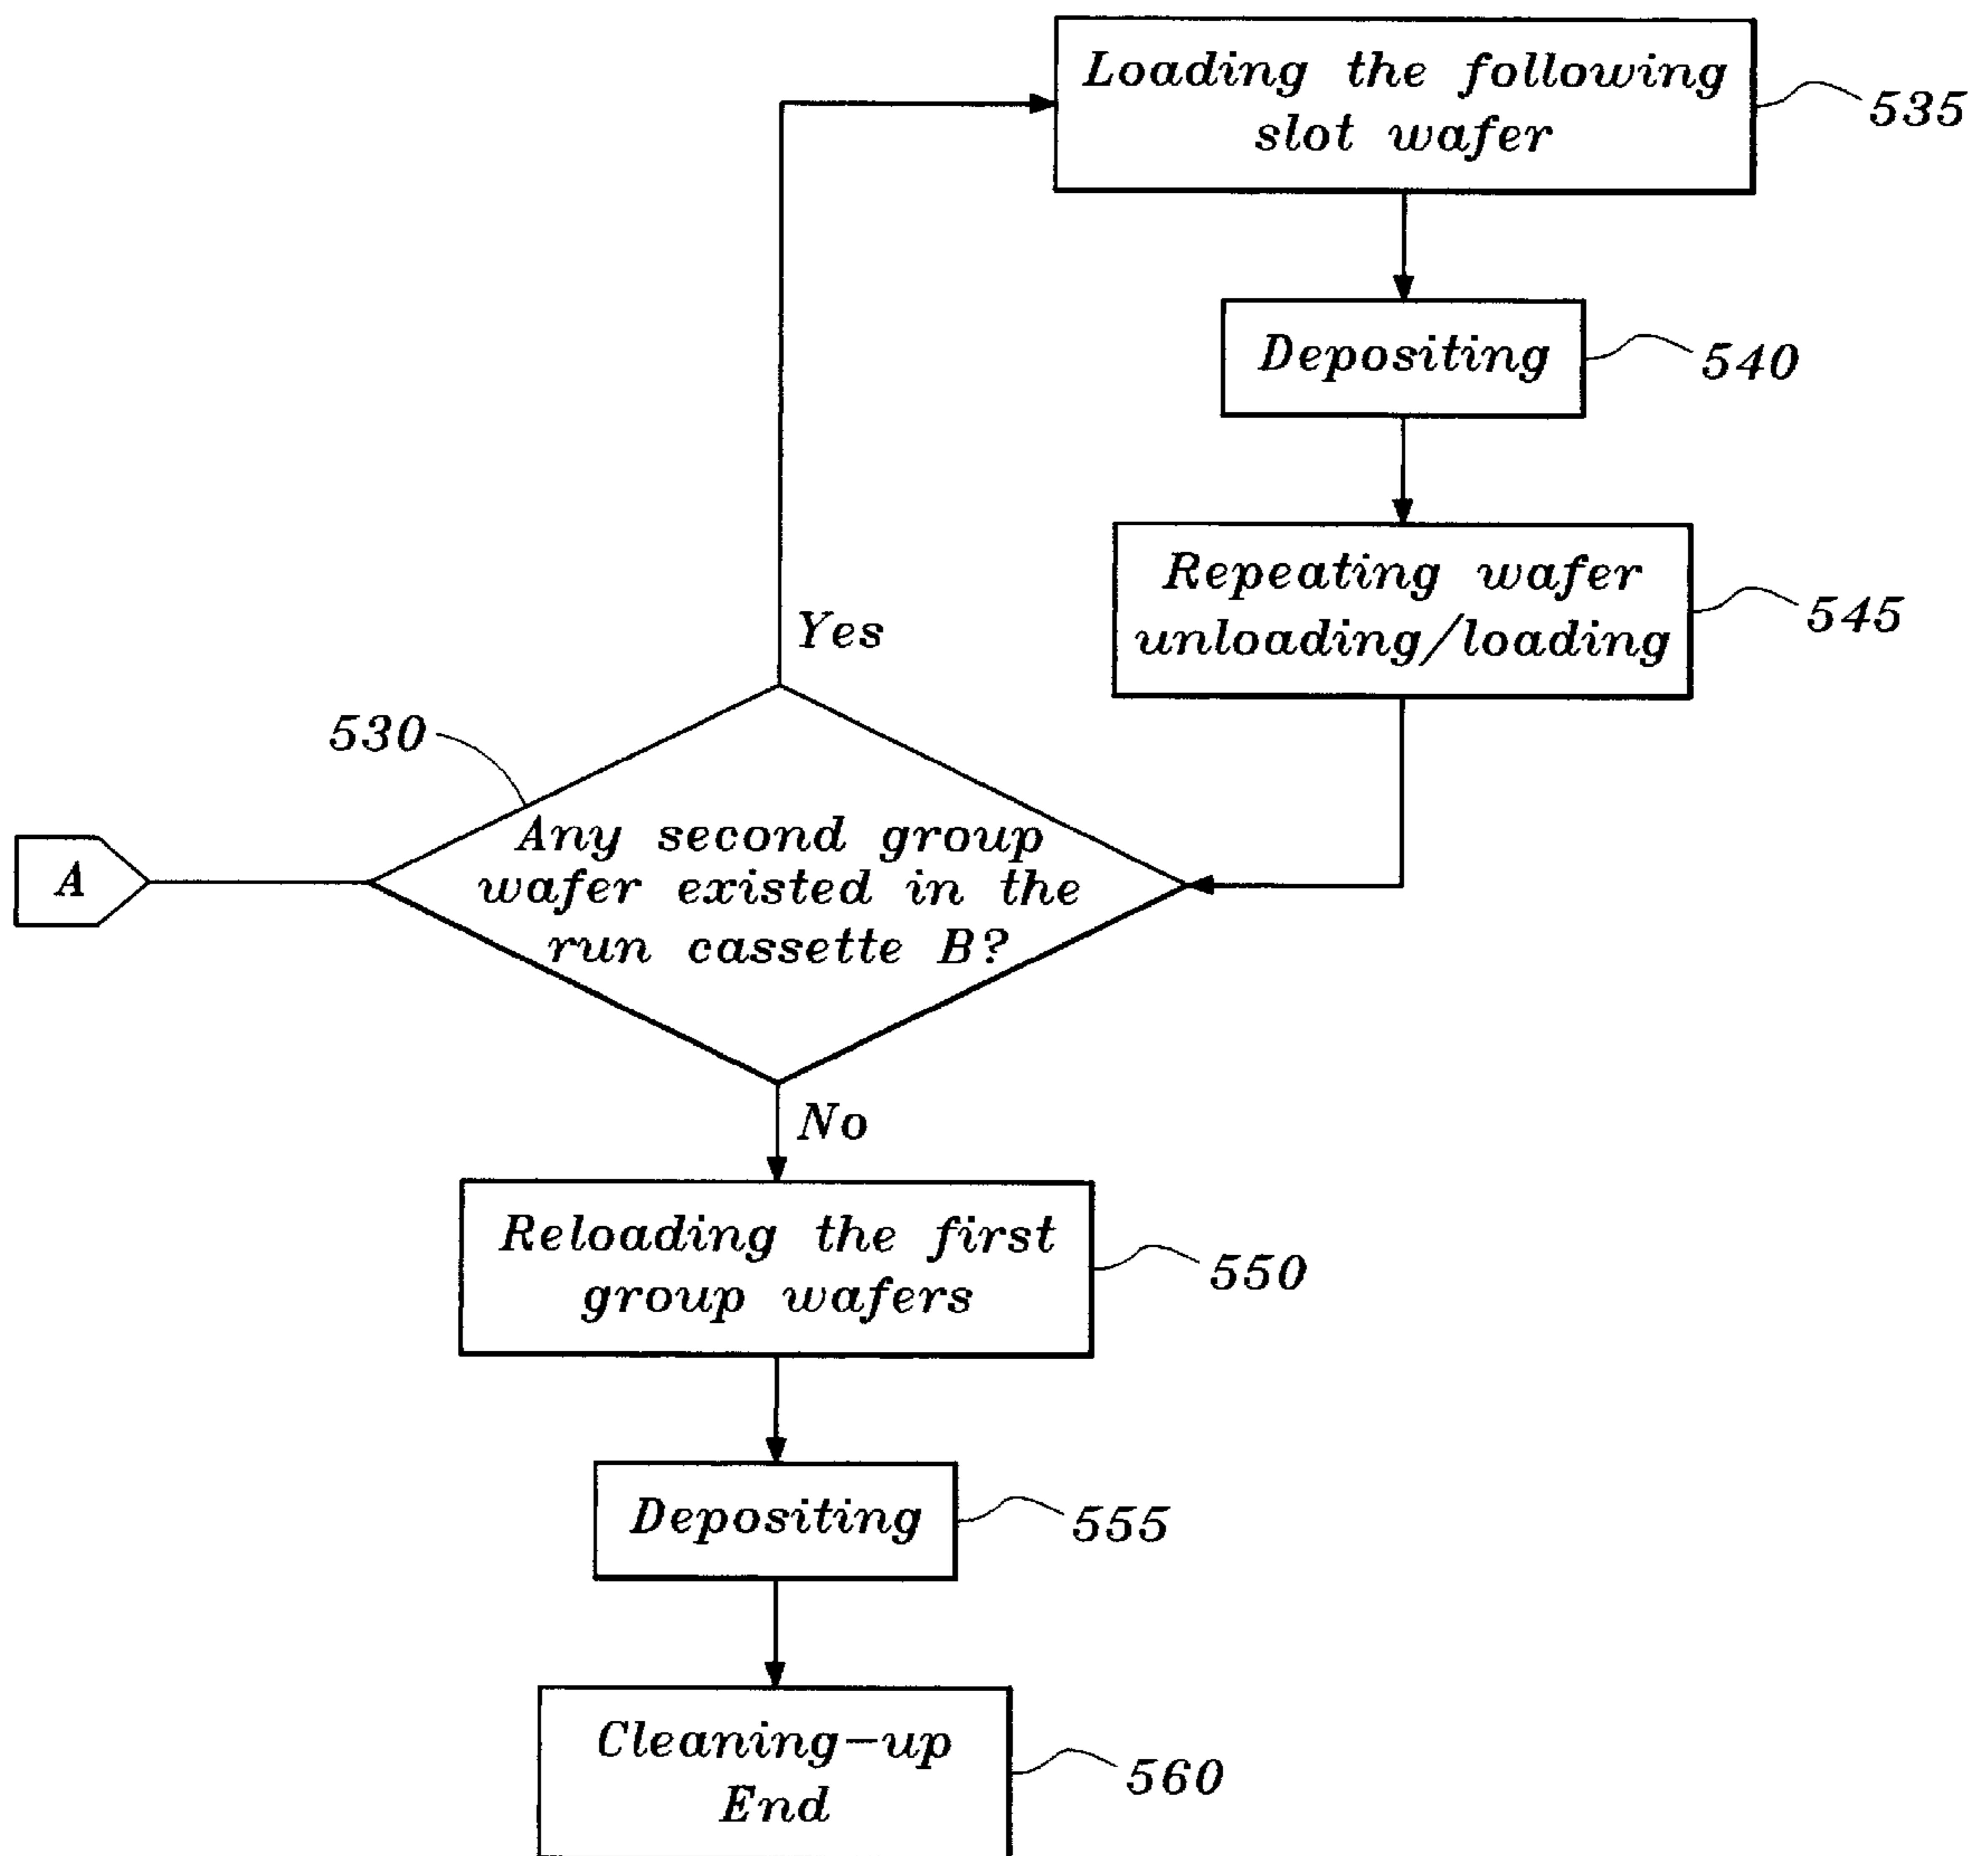 Loading the following
slot wafer
535
Depositing
540
Repeating wafer
unloading/loading
545
Yes
530
Any second group
wafer existed in the
run cassette B?
A
No
Reloading the first
group wafers
550
Depositing
555
Cleaning-up
End
560